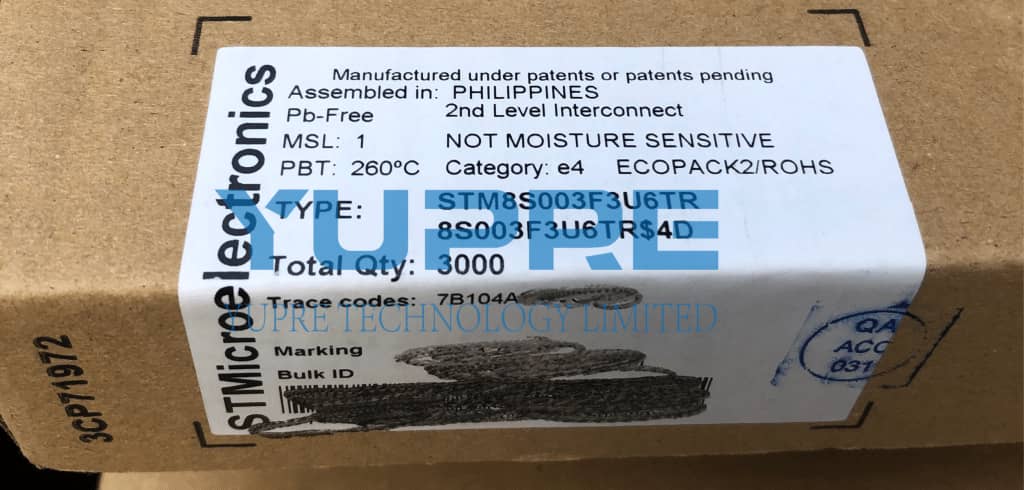 STMicroelectronics
Manufactured under patents or patents pending
Assembled in: PHILIPPINES
Pb-Free 2nd Level Interconnect
MSL: 1 NOT MOISTURE SENSITIVE
PBT: 260ºC Category: e4 ECOPACK2/ROHS
TYPE: STM8S003F3U6TR
8S003F3U6TR$4D
YUPRE
Total Qty: 3000
Trace codes: 7B104A
YUPRE TECHNOLOGY LIMITED
Marking
Bulk ID
QA
ACC
031
3CP71972